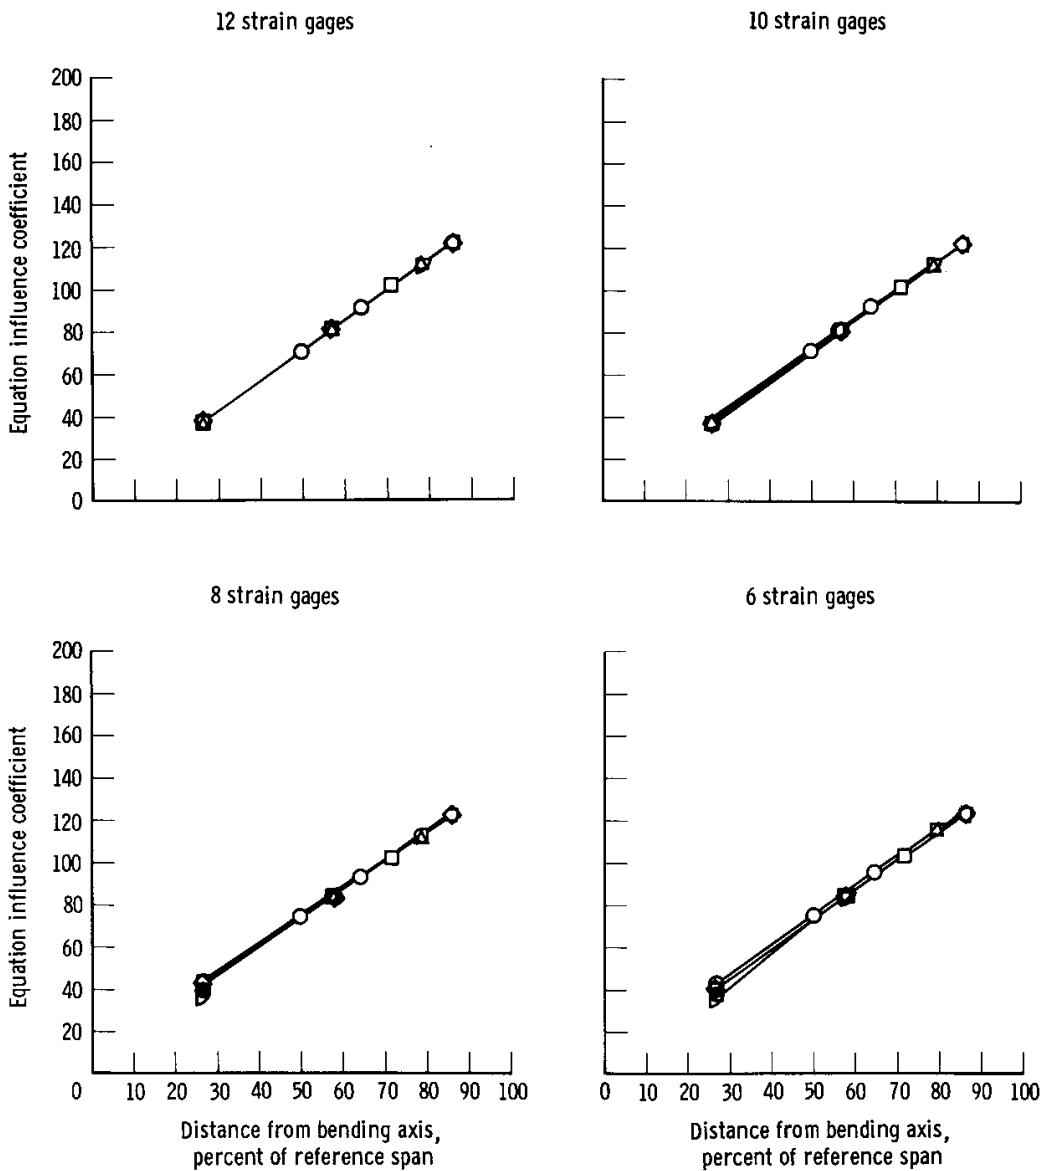 12 strain gages
10 strain gages
200
180
160
140
120
100
80
60
40
20
0
Equation influence coefficient
8 strain gages
6 strain gages
200
180
160
140
120
100
80
60
40
20
Equation influence coefficient
0 10 20 30 40 50 60 70 80 90 100
0 10 20 30 40 50 60 70 80 90 100
Distance from bending axis,
percent of reference span
Distance from bending axis,
percent of reference span